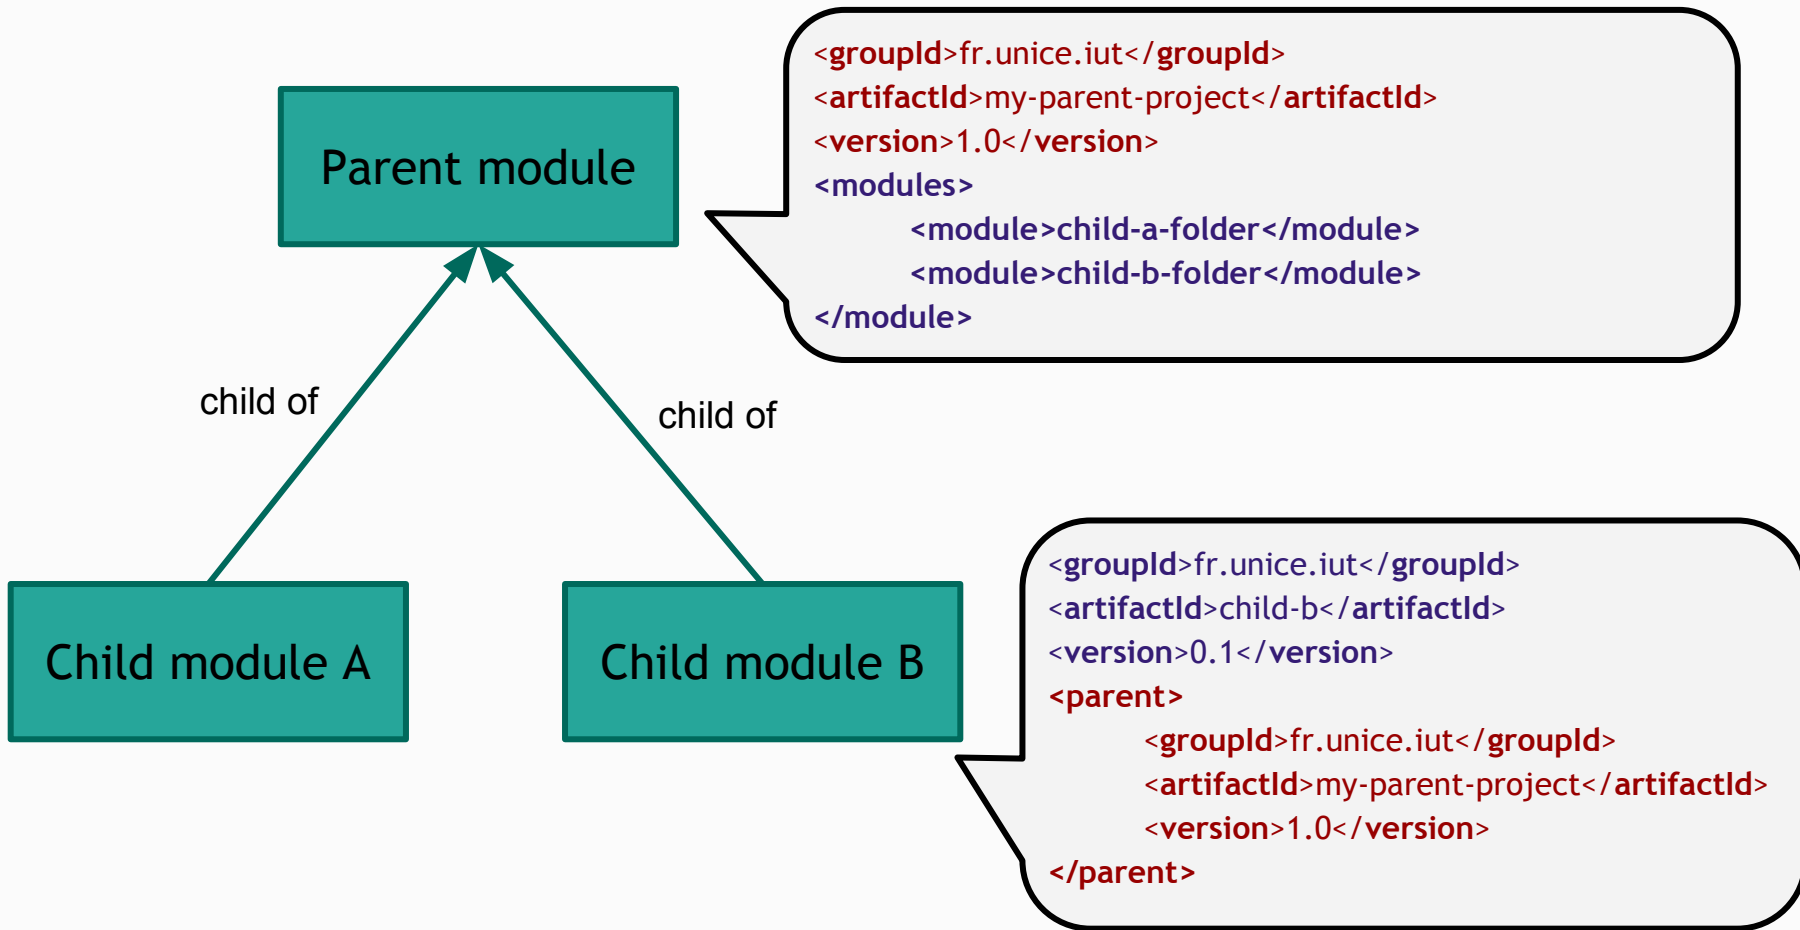 <groupId>fr.unice.iut</groupId>
<artifactId>my-parent-project</artifactId>
<version>1.0</version>
<modules>
<module>child-a-folder</module>
<module>child-b-folder</module>
</module>
Parent module
child of
child of
Child module A
Child module B
<groupId>fr.unice.iut</groupId>
<artifactId>child-b</artifactId>
<version>0.1</version>
<parent>
<groupId>fr.unice.iut</groupId>
<artifactId>my-parent-project</artifactId>
<version>1.0</version>
</parent>